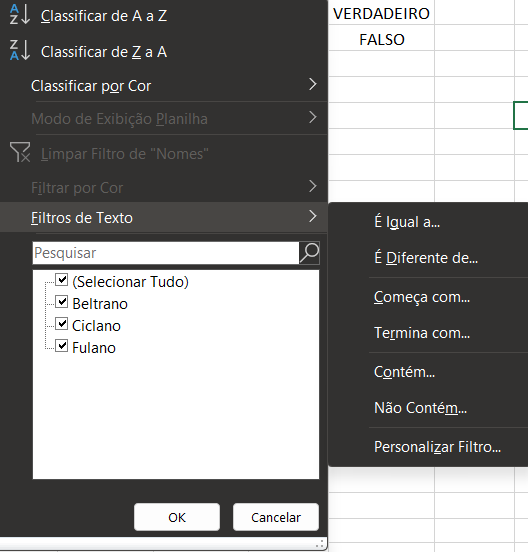 Classificar de A a Z
Classificar de Z a A
Classificar por Cor
Modo de Exibição Planilha
Limpar Filtro de "Nomes"
Filtrar por Cor
Filtros de Texto
Pesquisar
(Selecionar Tudo)
Beltrano
Ciclano
Fulano
OK
Cancelar
VERDADEIRO
FALSO
É Igual a...
É Diferente de...
Começa com...
Termina com...
Contém...
Não Contém...
Personalizar Filtro...